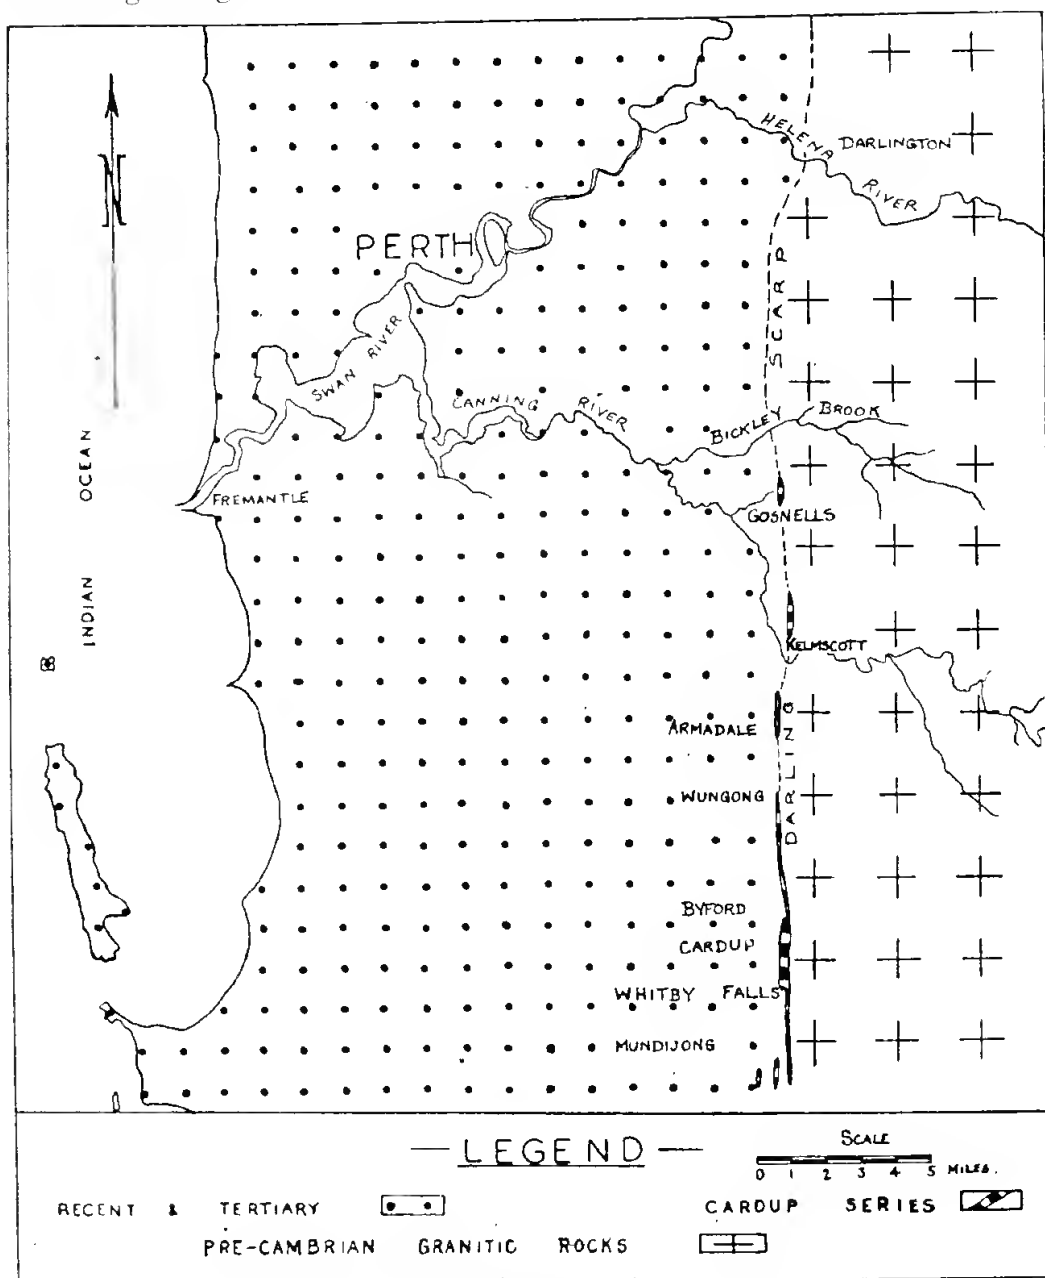 N
HELENA RIVER
DARLINGTON
PERTH
SCARP
SWAN RIVER
CANNING RIVER
BICKLEY BROOK
INDIAN OCEAN
FREMANTLE
GOSNELLS
KELMSCOTT
ARMADALE
DARLING
WUNGONG
BYFORD
CARDUP
WHITBY FALLS
MUNDIJONG
— LEGEND —
SCALE
0 1 2 3 4 5 MILES.
RECENT & TERTIARY
CARDUP SERIES
PRE-CAMBRIAN GRANITIC ROCKS